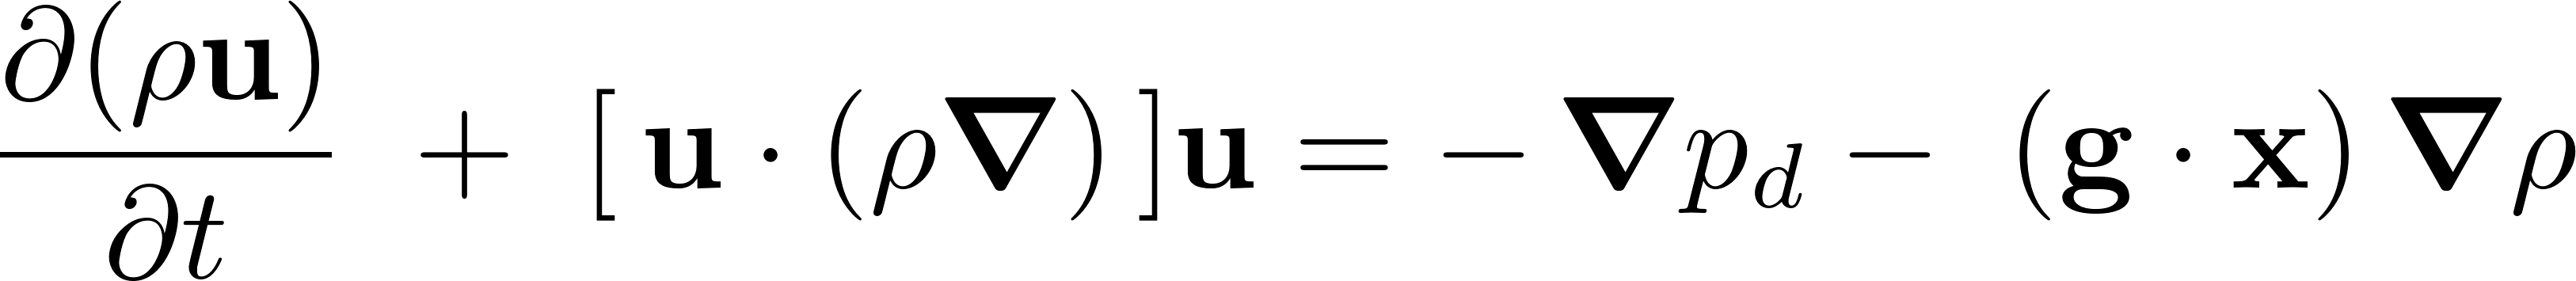 ∂(ρ𝐮)/∂t + [ 𝐮 · (ρ𝛁) ]𝐮 = −𝛁p_d − (𝐠 · 𝐱) 𝛁ρ